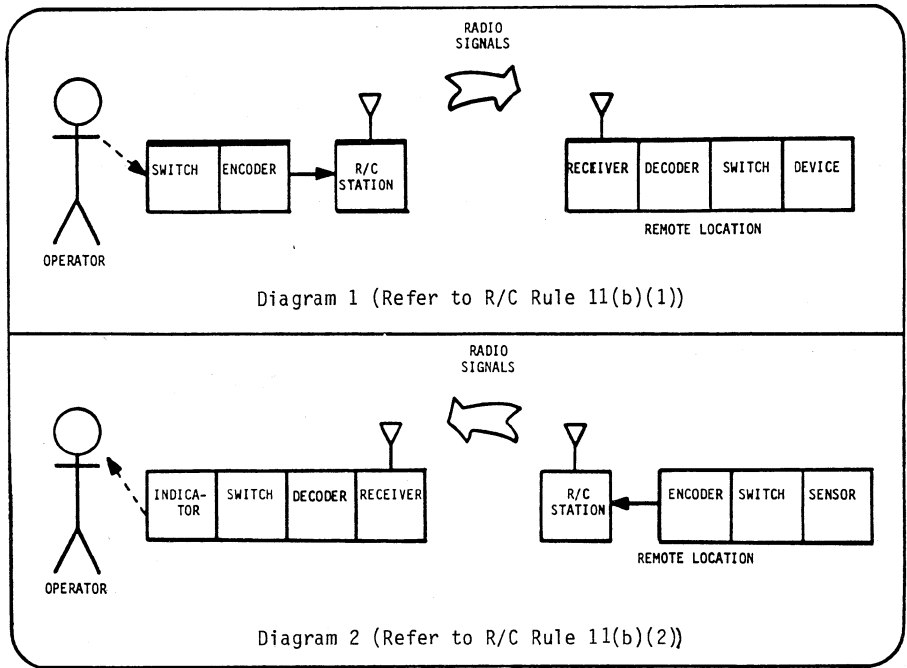 RADIO
SIGNALS
SWITCH ENCODER
R/C
STATION
RECEIVER DECODER SWITCH DEVICE
REMOTE LOCATION
OPERATOR
Diagram 1 (Refer to R/C Rule 11(b)(1))
RADIO
SIGNALS
INDICA-
TOR
SWITCH DECODER RECEIVER
R/C
STATION
ENCODER SWITCH SENSOR
REMOTE LOCATION
OPERATOR
Diagram 2 (Refer to R/C Rule 11(b)(2))